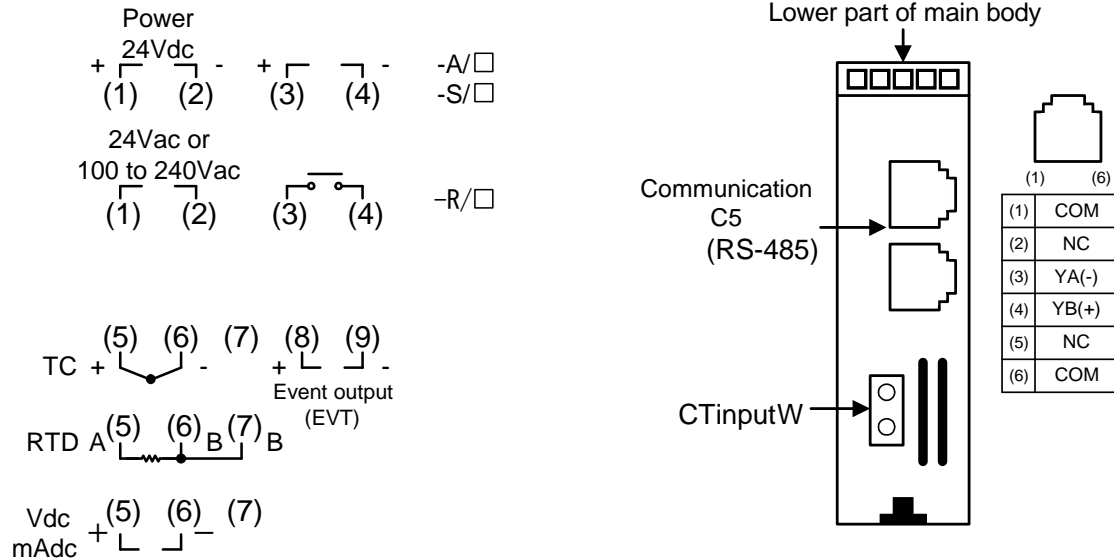 Power
24Vdc
+ - + - -A/□
(1) (2) (3) (4) -S/□
24Vac or
100 to 240Vac
(1) (2) (3) (4) -R/□
(5) (6) (7) (8) (9)
TC + - + -
Event output
(EVT)
RTD A (5) (6) B (7) B
Vdc
mAdc + (5) (6) - (7)
Lower part of main body
Communication
C5
(RS-485)
CTinputW
(1) (6)
(1) COM
(2) NC
(3) YA(-)
(4) YB(+)
(5) NC
(6) COM